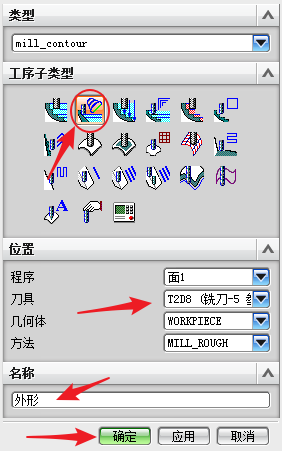 类型
mill_contour
工序子类型
位置
程序 面1
刀具 T2D8 (铣刀-5 
几何体 WORKPIECE
方法 MILL_ROUGH
名称
外形
确定 应用 取消